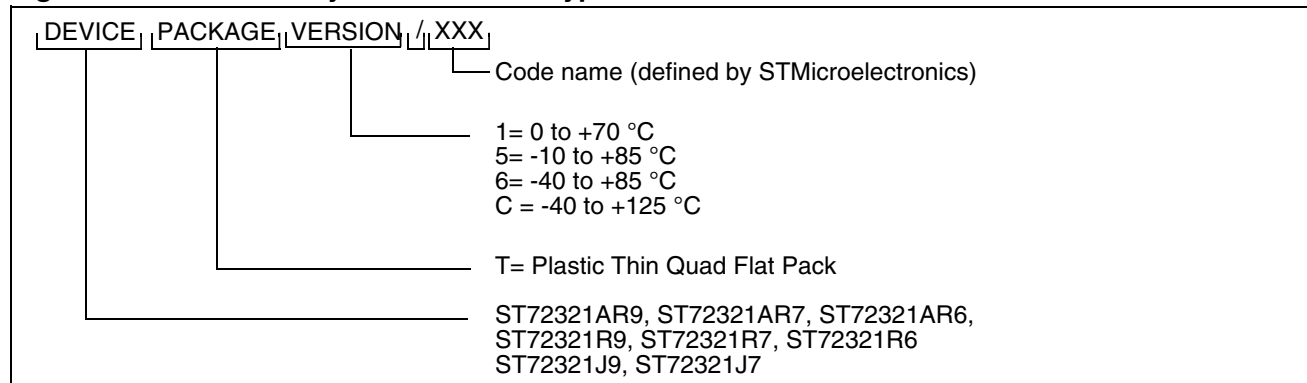 DEVICE PACKAGE VERSION / XXX
Code name (defined by STMicroelectronics)
1= 0 to +70 °C
5= -10 to +85 °C
6= -40 to +85 °C
C = -40 to +125 °C
T= Plastic Thin Quad Flat Pack
ST72321AR9, ST72321AR7, ST72321AR6,
ST72321R9, ST72321R7, ST72321R6
ST72321J9, ST72321J7